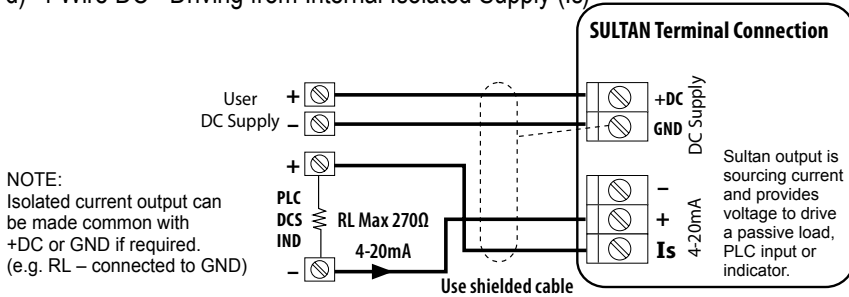 4 Wire DC - Driving from Internal Isolated Supply (Is)
SULTAN Terminal Connection
User
DC Supply
+
–
+DC
GND
DC Supply
NOTE:
Isolated current output can
be made common with
+DC or GND if required.
(e.g. RL – connected to GND)
+
PLC
DCS
IND
–
RL Max 270Ω
4-20mA
Use shielded cable
–
+
Is
4-20mA
Sultan output is
sourcing current
and provides
voltage to drive
a passive load,
PLC input or
indicator.